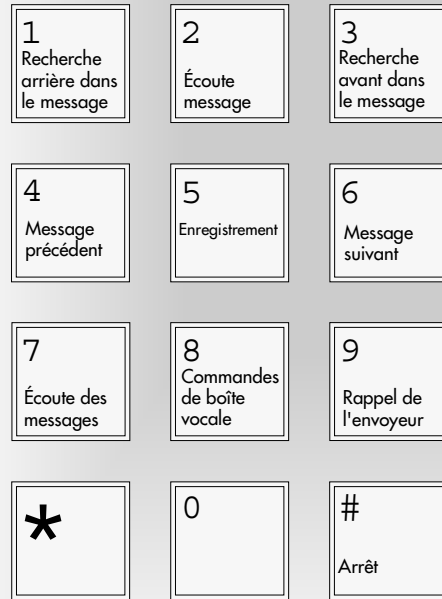 1
Recherche
arrière dans
le message
2
Écoute
message
3
Recherche
avant dans
le message
4
Message
précédent
5
Enregistrement
6
Message
suivant
7
Écoute des
messages
8
Commandes
de boîte
vocale
9
Rappel de
l'envoyeur
*
0
#
Arrêt